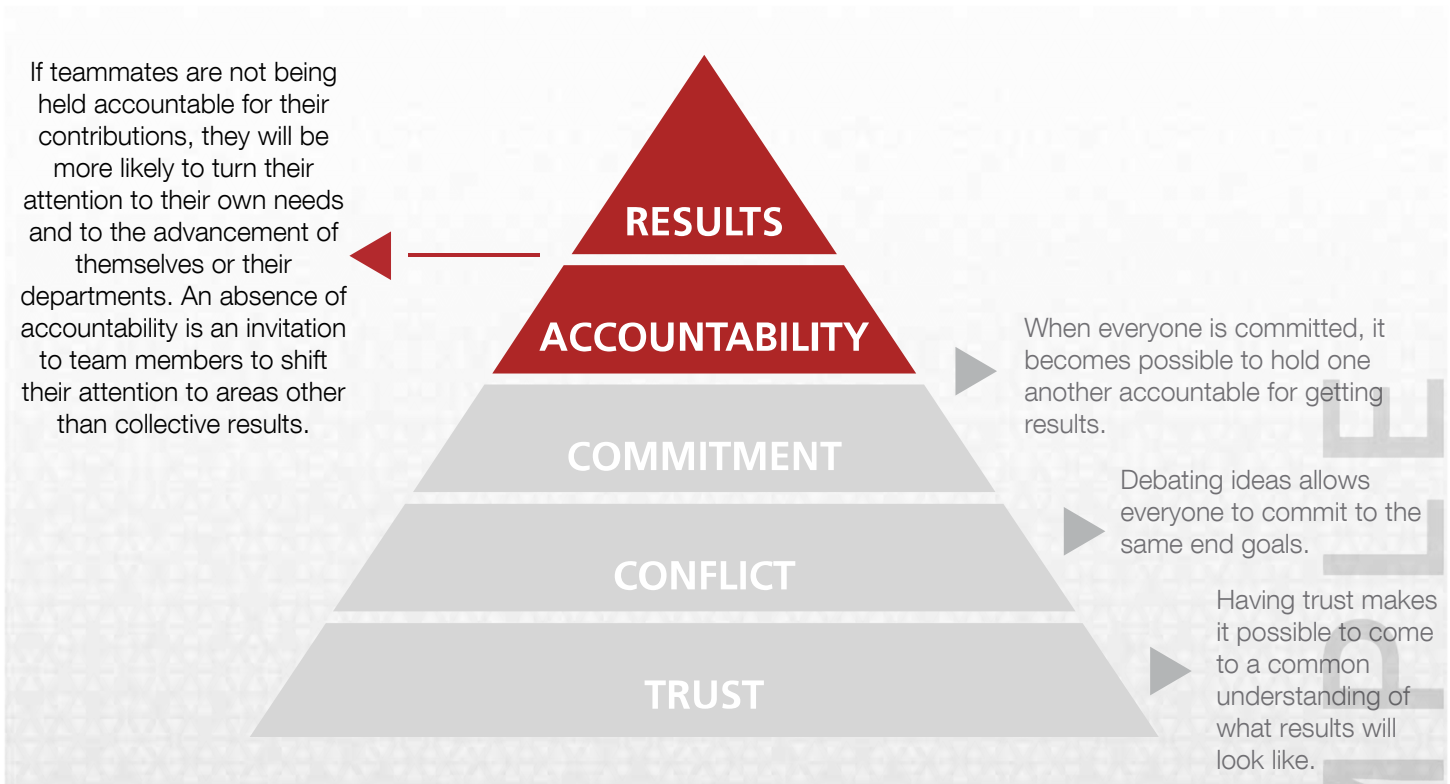 If teammates are not being
held accountable for their
contributions, they will be
more likely to turn their
attention to their own needs
and to the advancement of
themselves or their
departments. An absence of
accountability is an invitation
to team members to shift
their attention to areas other
than collective results.
RESULTS
ACCOUNTABILITY
When everyone is committed, it
becomes possible to hold one
another accountable for getting
results.
COMMITMENT
Debating ideas allows
everyone to commit to the
same end goals.
CONFLICT
Having trust makes
it possible to come
to a common
understanding of
what results will
look like.
TRUST
IPLE